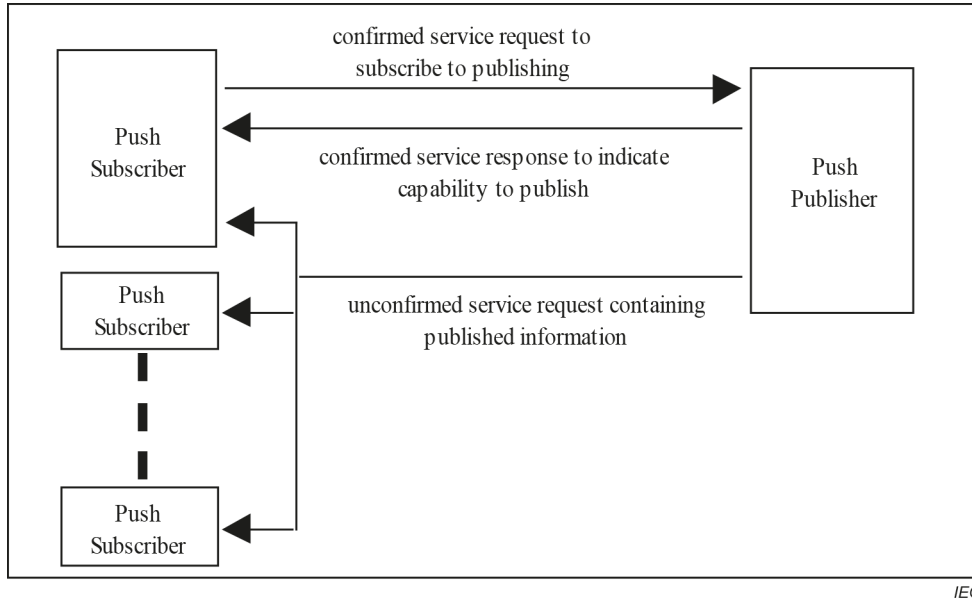 confirmed service request to
subscribe to publishing
Push
Subscriber
confirmed service response to indicate
capability to publish
Push
Publisher
Push
Subscriber
unconfirmed service request containing
published information
Push
Subscriber